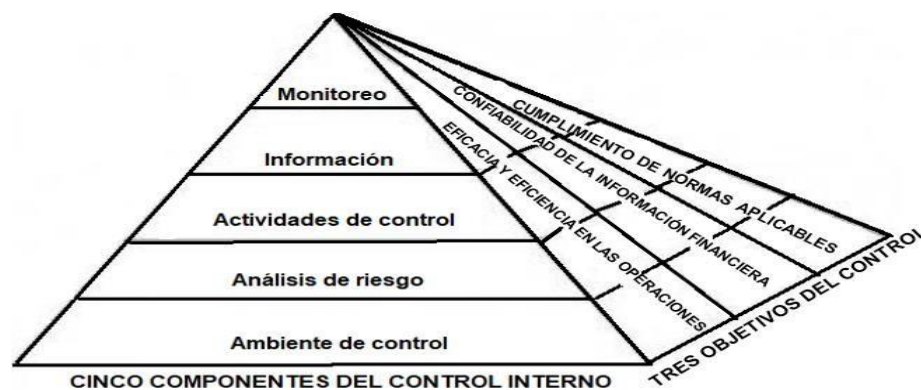 Monitoreo
Información
Actividades de control
Análisis de riesgo
Ambiente de control
CINCO COMPONENTES DEL CONTROL INTERNO
EFICACIA Y EFICIENCIA EN LAS OPERACIONES
CONFIABILIDAD DE LA INFORMACIÓN FINANCIERA
CUMPLIMIENTO DE NORMAS APLICABLES
TRES OBJETIVOS DEL CONTROL